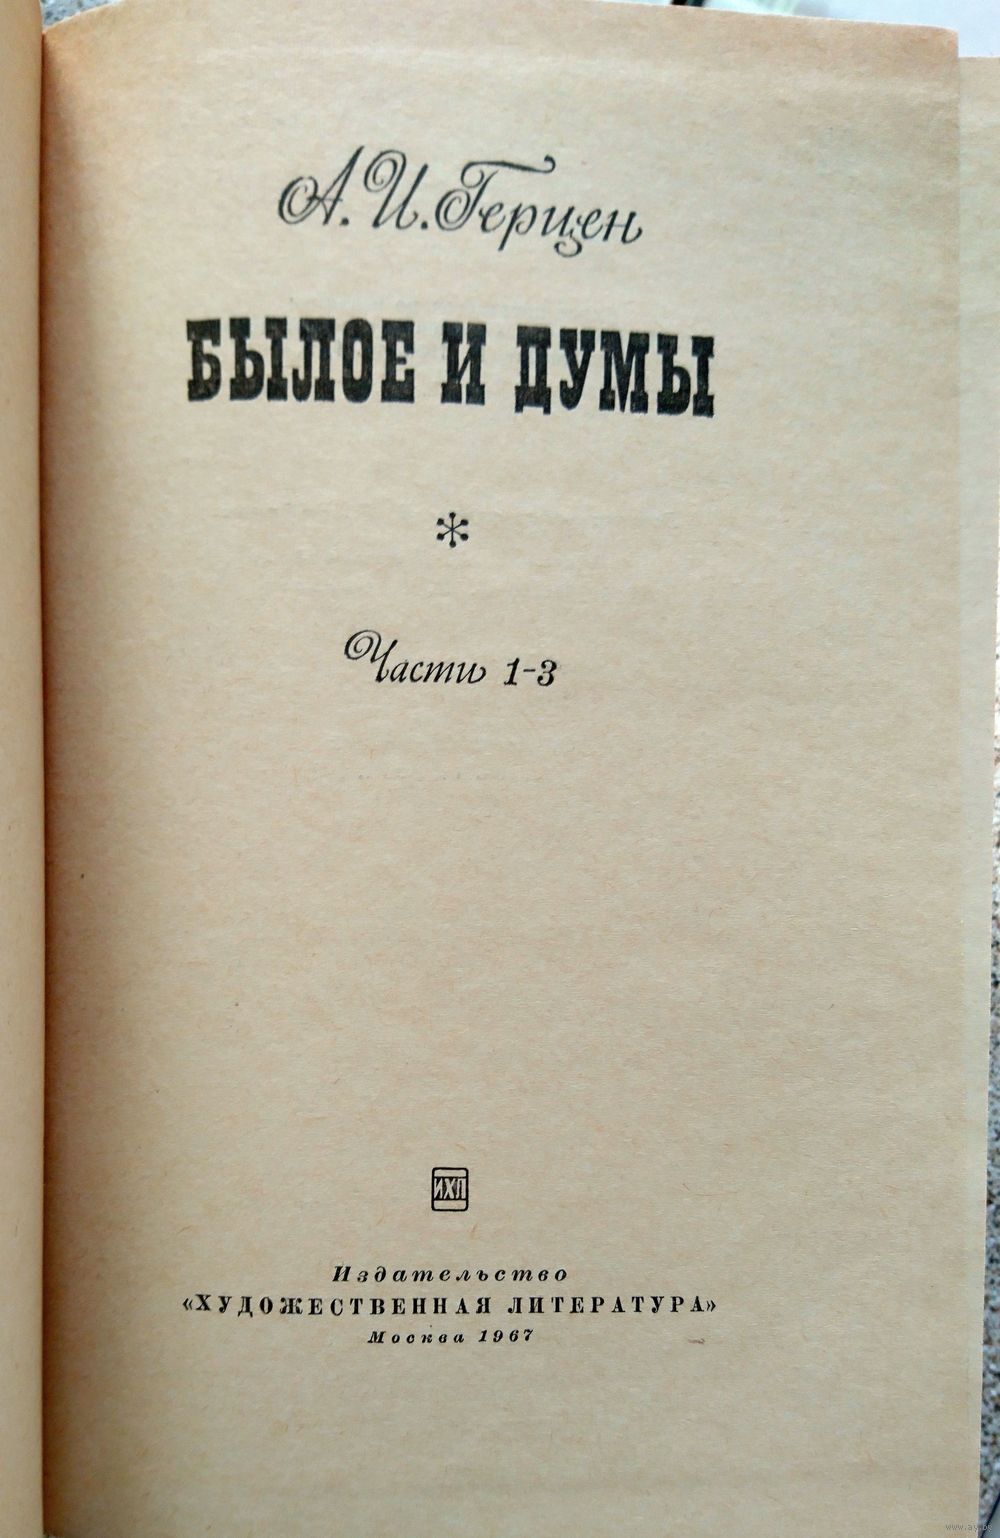 А. И. Герцен
БЫЛОЕ И ДУМЫ
Части 1-3
ИХЛ
Издательство
«ХУДОЖЕСТВЕННАЯ ЛИТЕРАТУРА»
Москва 1967